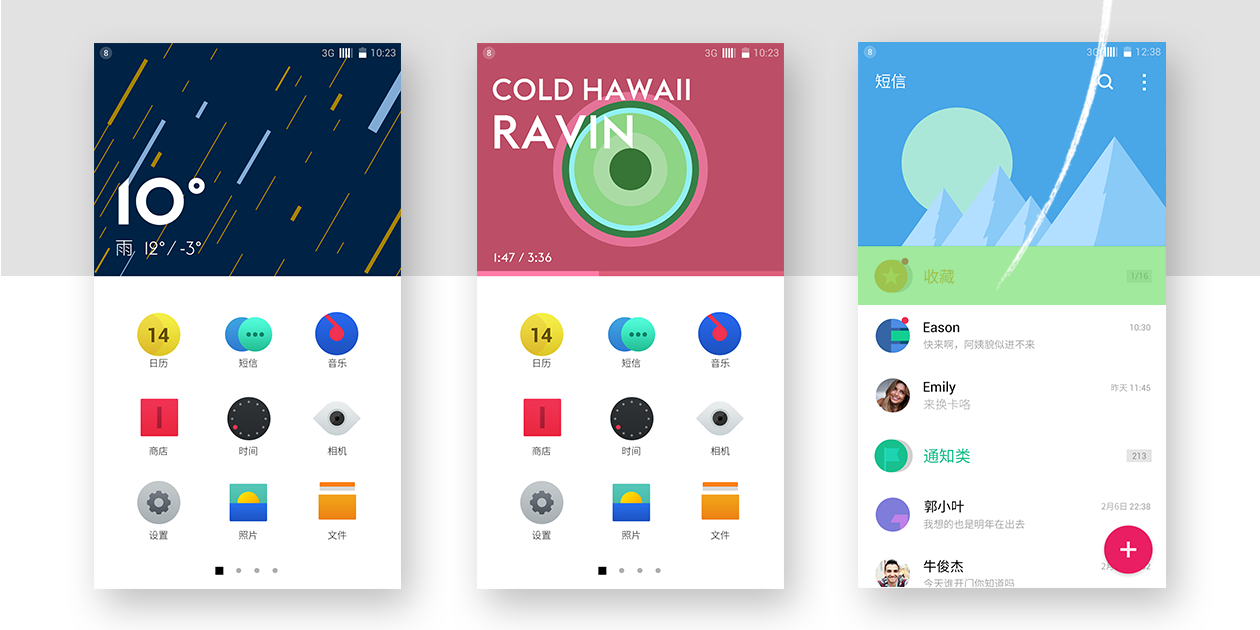 8 3G 10:23
10°
雨 12° / -3°
14
日历 短信 音乐
商店 时间 相机
设置 照片 文件
8 3G 10:23
COLD HAWAII
RAVIN
1:47 / 3:36
14
日历 短信 音乐
商店 时间 相机
设置 照片 文件
8 3G 12:38
短信
收藏 1/16
Eason 10:30
快来啊，阿姨貌似进不来
Emily 昨天 11:45
来换卡咯
通知类 213
郭小叶 2月6日 22:38
我想的也是明年在出去
牛俊杰
今天谁开门你知道吗